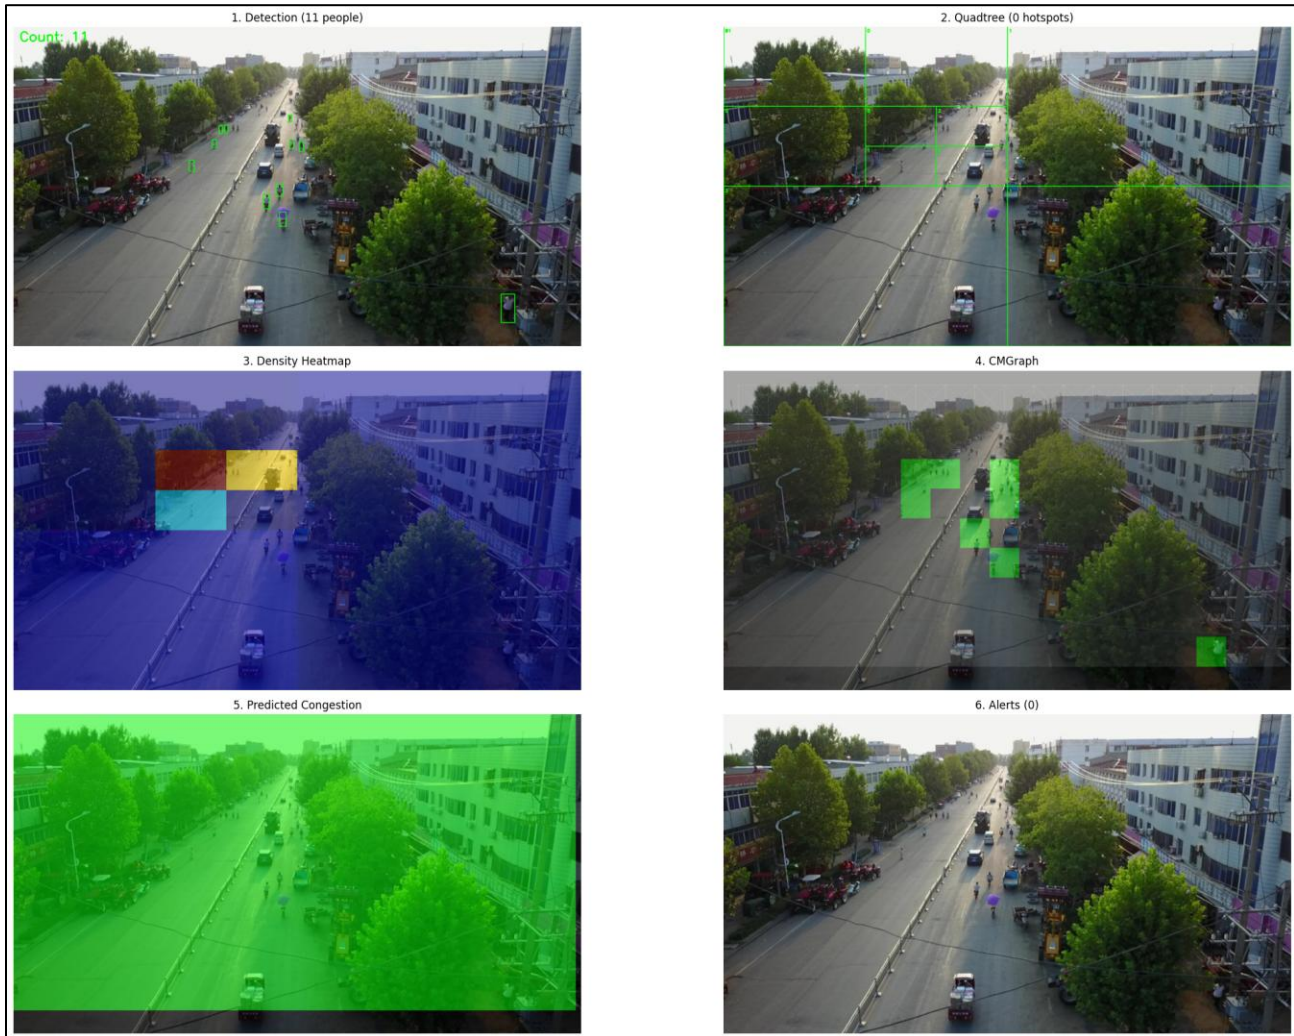 1. Detection (11 people)
2. Quadtree (0 hotspots)
Count: 11
3. Density Heatmap
4. CMGraph
5. Predicted Congestion
6. Alerts (0)